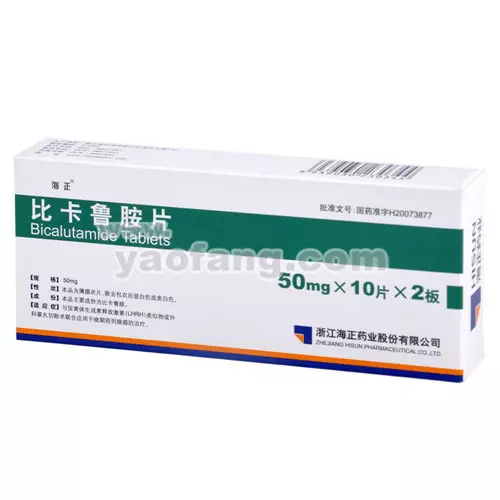 海正
批准文号：国药准字H20073877
比卡鲁胺片
Bicalutamide Tablets
yaofang.com
50mg×10片×2板
【规　格】50mg
【性　状】本品为薄膜衣片，除去包衣后显白色或类白色。
【成　份】本品主要成份为比卡鲁胺。
【适应症】与促黄体生成素释放激素(LHRH)类似物或外
科睾丸切除术联合应用于晚期前列腺癌的治疗。
浙江海正药业股份有限公司
ZHEJIANG HISUN PHARMACEUTICAL CO.,LTD.
HISUN
海正药业